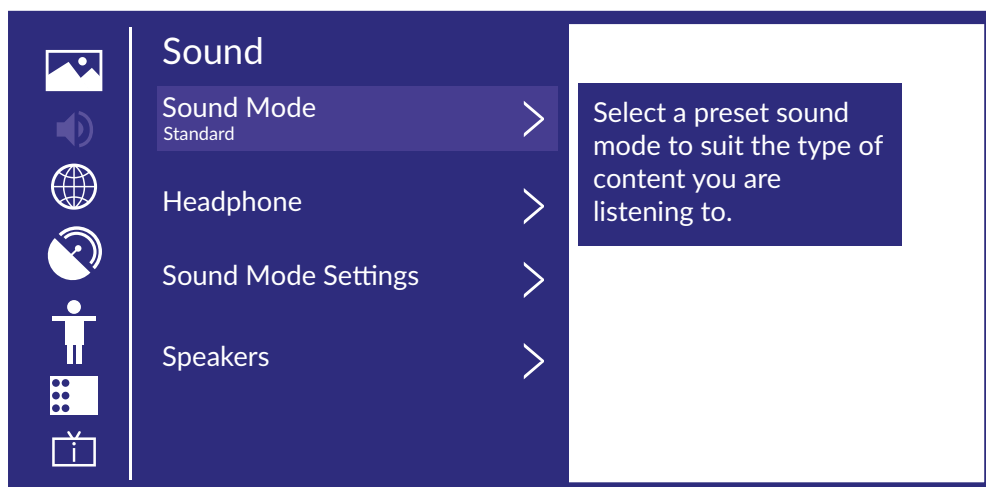 Sound
Sound Mode
Standard
Headphone
Sound Mode Settings
Speakers
Select a preset sound
mode to suit the type of
content you are
listening to.